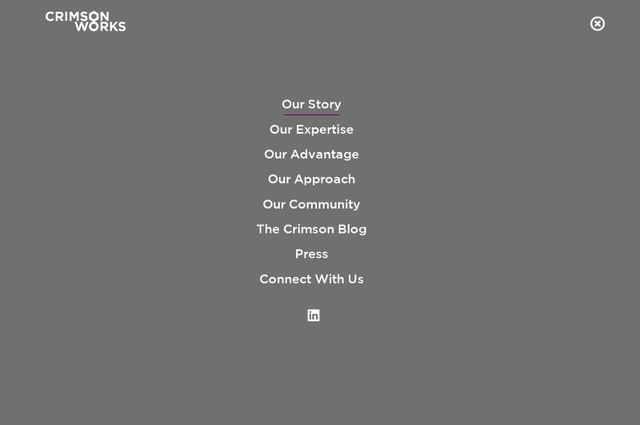 CRIMSON
WORKS
Our Story
Our Expertise
Our Advantage
Our Approach
Our Community
The Crimson Blog
Press
Connect With Us
in